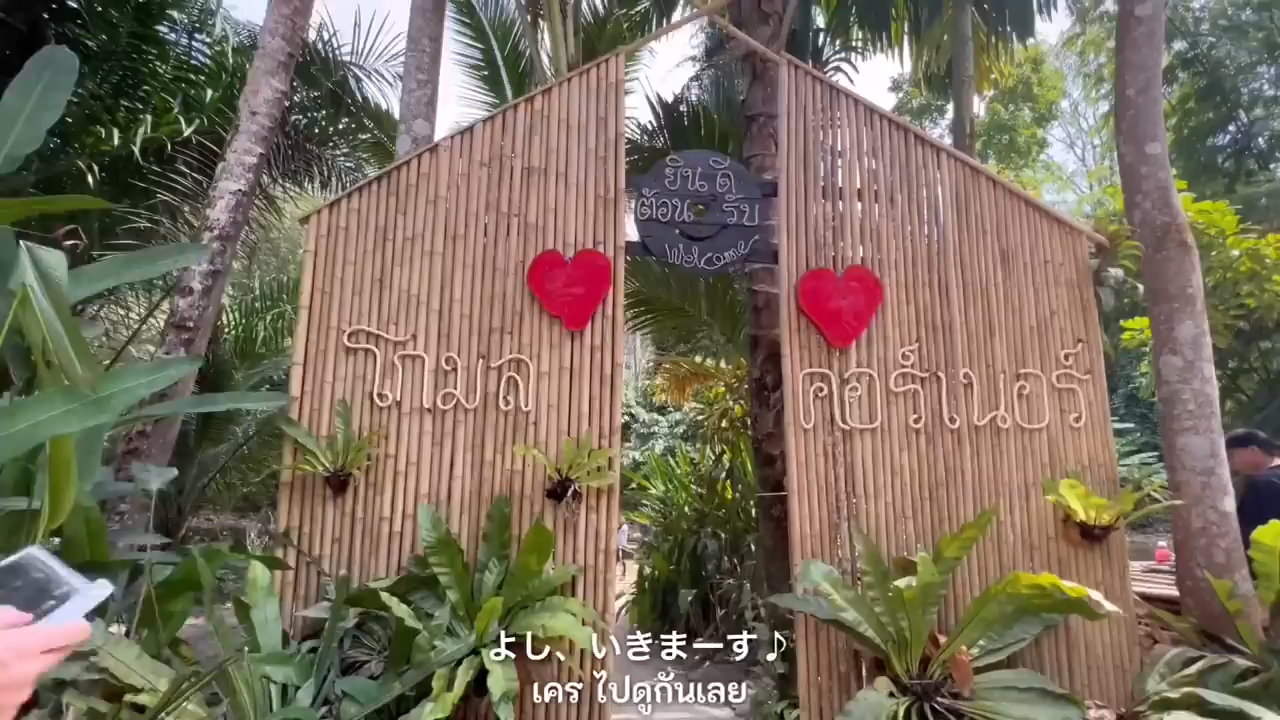 ยินดี
ต้อนรับ
Welcome
โกมล
คอร์เนอร์
よし、いきまーす♪
เคร ไปดูกันเลย